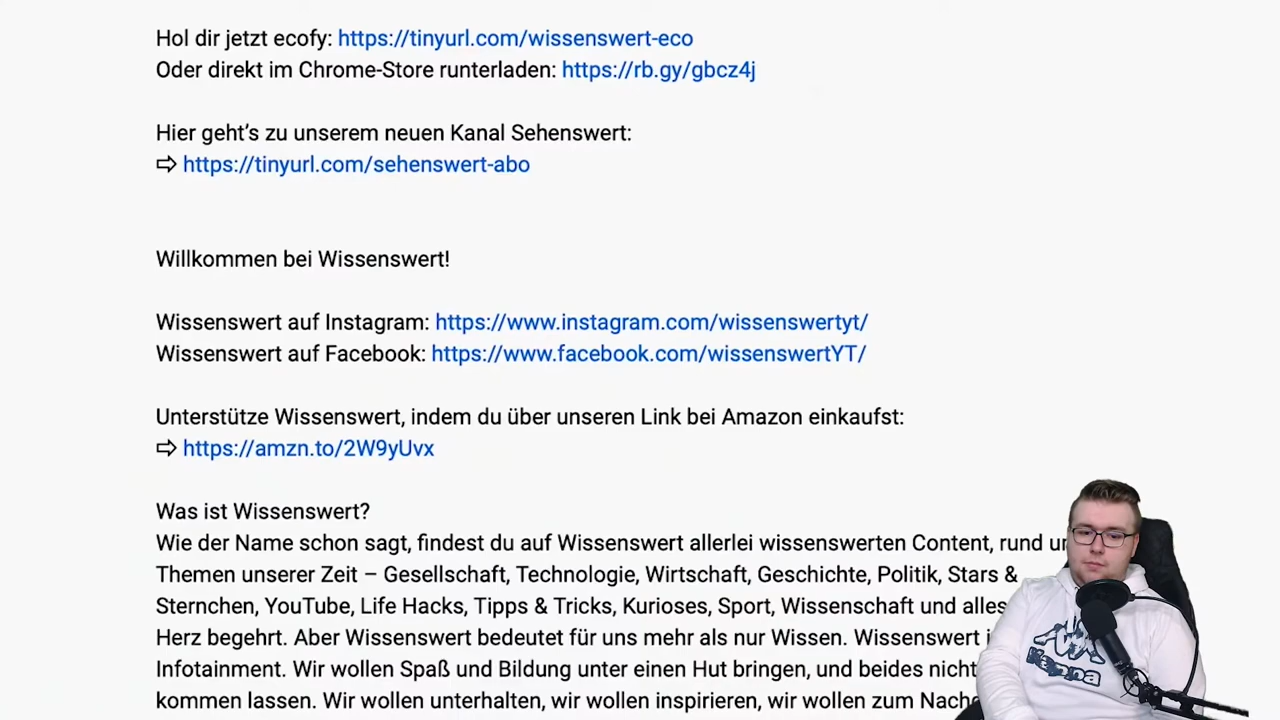 Hol dir jetzt ecofy: https://tinyurl.com/wissenswert-eco
Oder direkt im Chrome-Store runterladen: https://rb.gy/gbcz4j
Hier geht’s zu unserem neuen Kanal Sehenswert:
⇨ https://tinyurl.com/sehenswert-abo
Willkommen bei Wissenswert!
Wissenswert auf Instagram: https://www.instagram.com/wissenswertyt/
Wissenswert auf Facebook: https://www.facebook.com/wissenswertYT/
Unterstütze Wissenswert, indem du über unseren Link bei Amazon einkaufst:
⇨ https://amzn.to/2W9yUvx
Was ist Wissenswert?
Wie der Name schon sagt, findest du auf Wissenswert allerlei wissenswerten Content, rund
Themen unserer Zeit – Gesellschaft, Technologie, Wirtschaft, Geschichte, Politik, Stars &
Sternchen, YouTube, Life Hacks, Tipps & Tricks, Kurioses, Sport, Wissenschaft und alles
Herz begehrt. Aber Wissenswert bedeutet für uns mehr als nur Wissen. Wissenswert
Infotainment. Wir wollen Spaß und Bildung unter einen Hut bringen, und beides nicht
kommen lassen. Wir wollen unterhalten, wir wollen inspirieren, wir wollen zum
Kappa